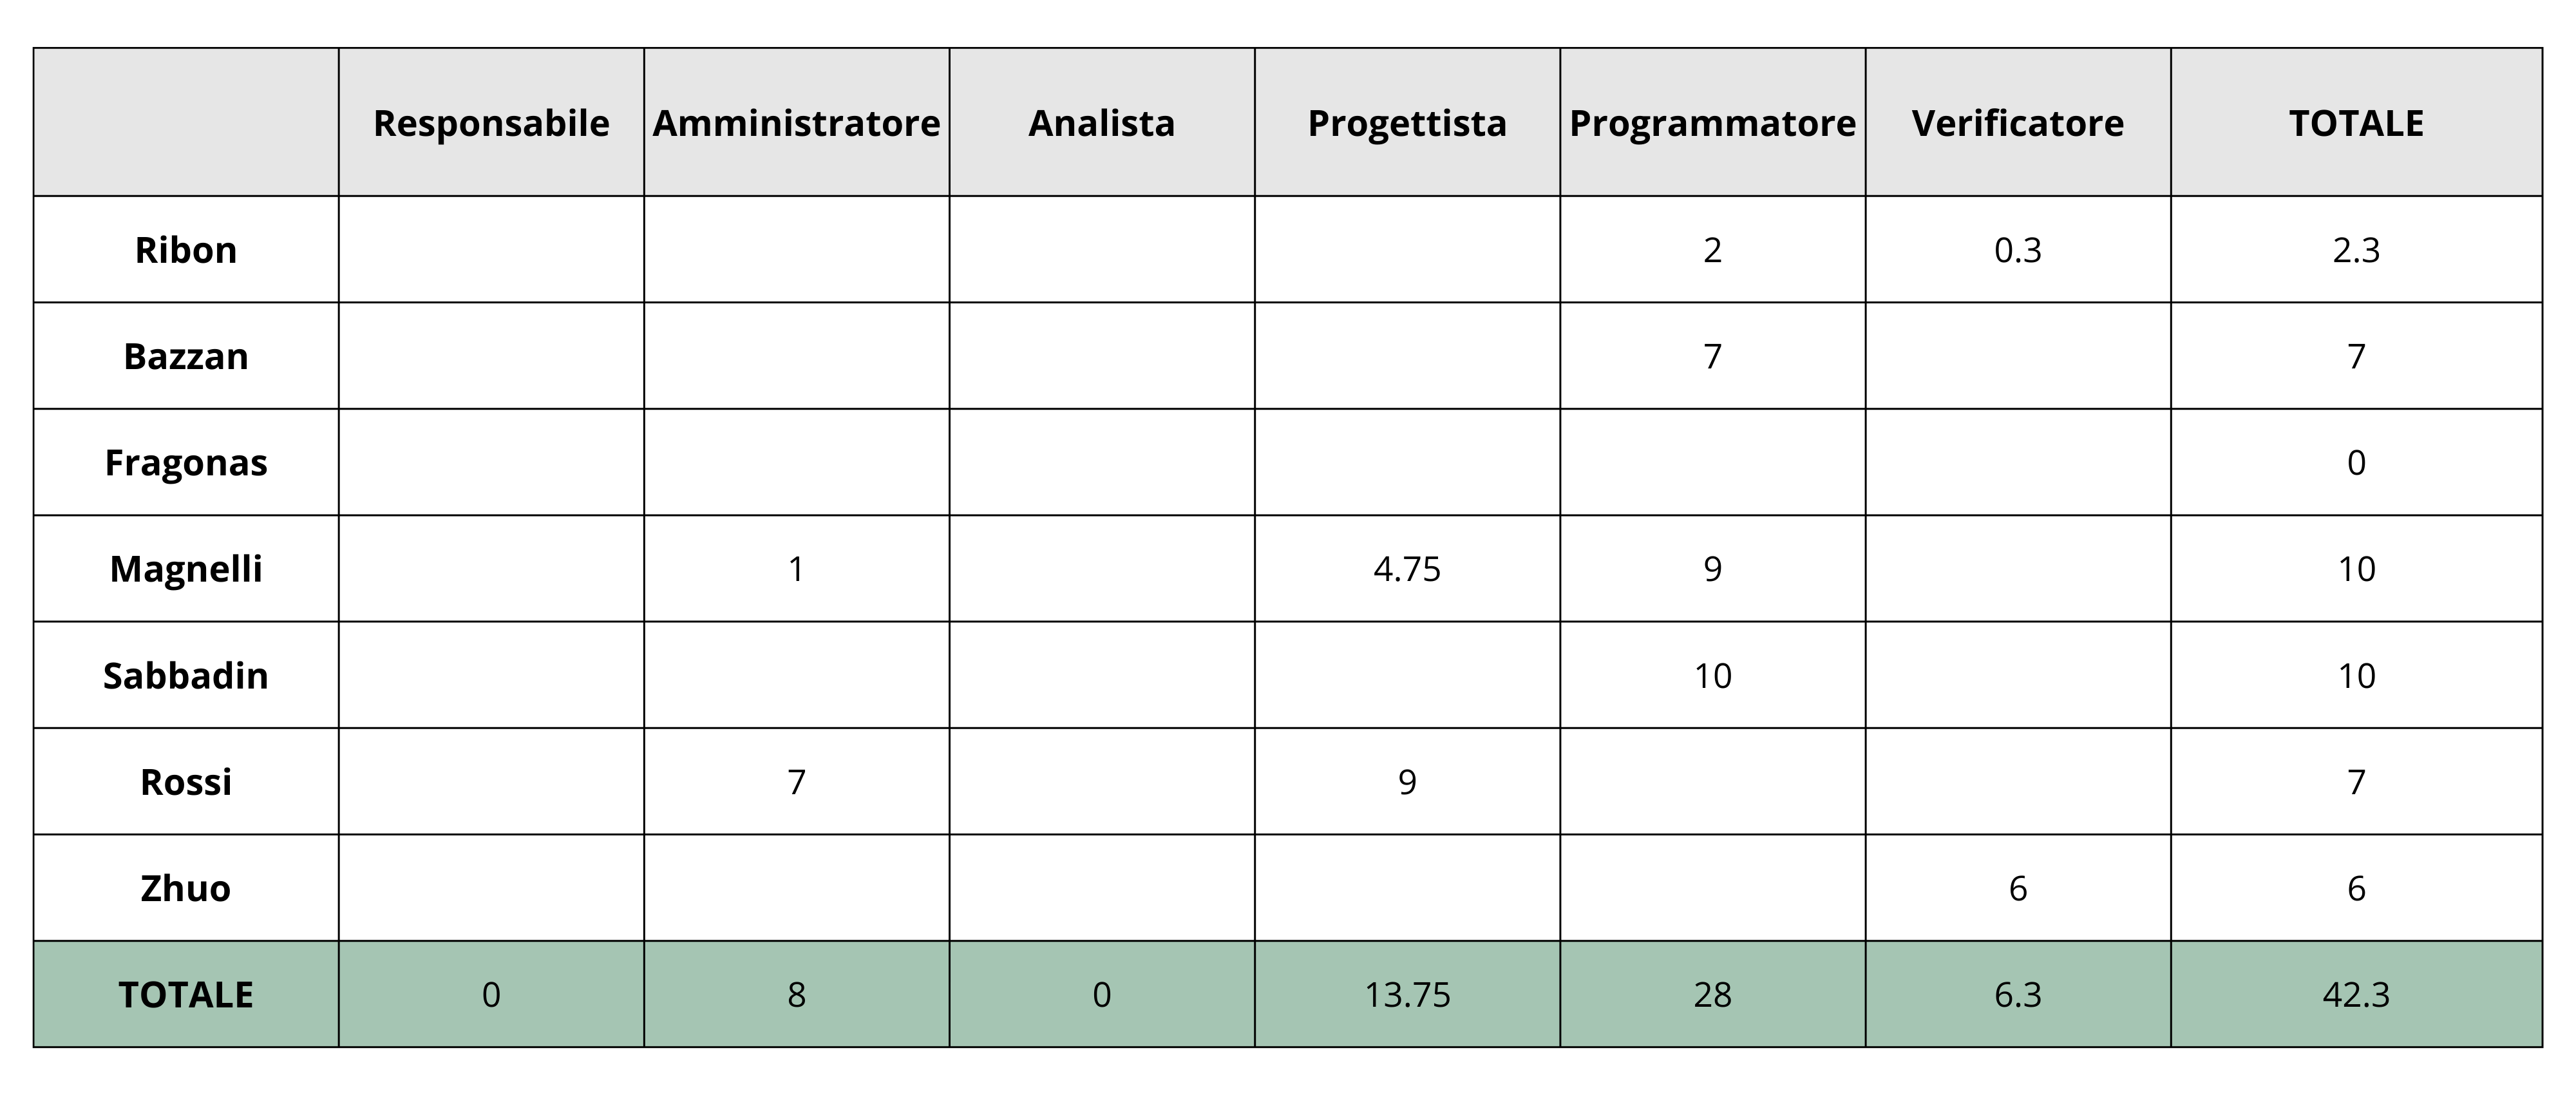 Responsabile Amministratore Analista Progettista Programmatore Verificatore TOTALE
Ribon 2 0.3 2.3
Bazzan 7 7
Fragonas 0
Magnelli 1 4.75 9 10
Sabbadin 10 10
Rossi 7 9 7
Zhuo 6 6
TOTALE 0 8 0 13.75 28 6.3 42.3